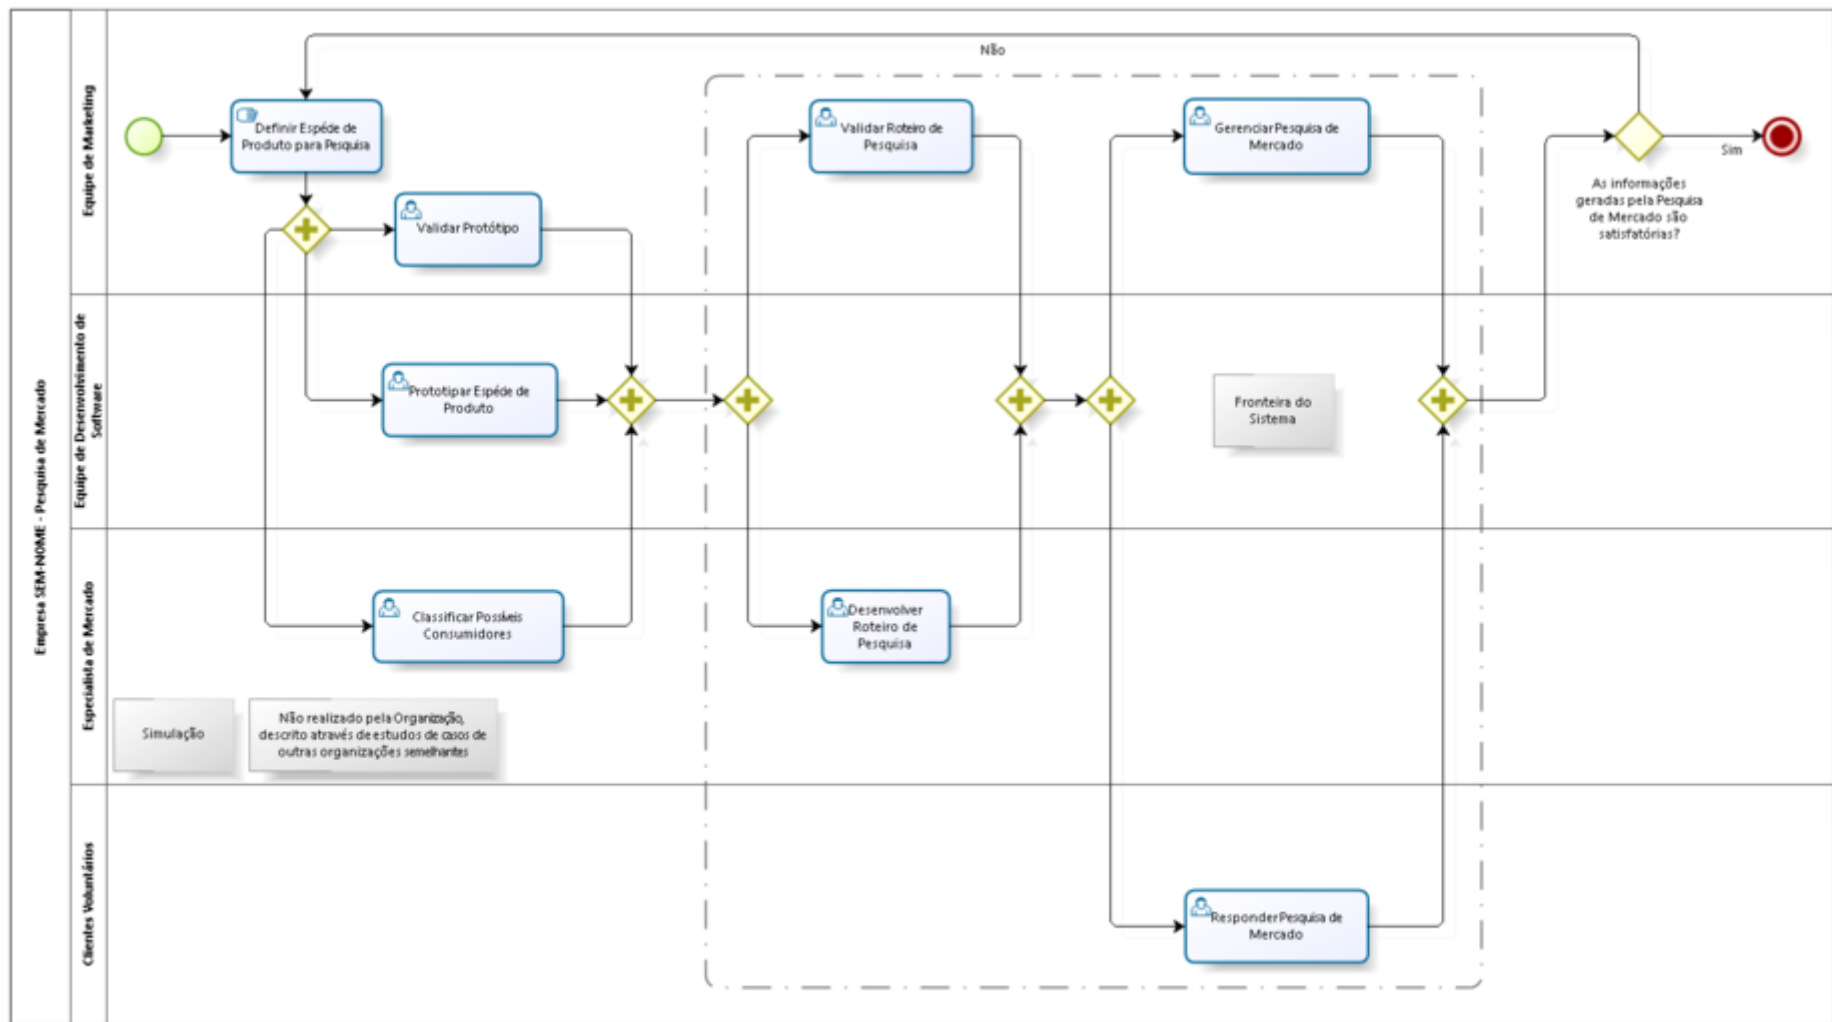 Empresa SEM-NOME - Pesquisa de Mercado
Equipe de Marketing
Não
Definir Espécie de
Produto para Pesquisa
Validar Roteiro de
Pesquisa
Gerenciar Pesquisa de
Mercado
Sim
As informações
geradas pela Pesquisa
de Mercado são
satisfatórias?
Validar Protótipo
Equipe de Desenvolvimento de
Software
Prototipar Espécie de
Produto
Fronteira do
Sistema
Especialista de Mercado
Classificar Possíveis
Consumidores
Desenvolver
Roteiro de
Pesquisa
Simulação
Não realizado pela Organização,
descrito através de estudos de casos de
outras organizações semelhantes
Clientes Voluntários
Responder Pesquisa de
Mercado